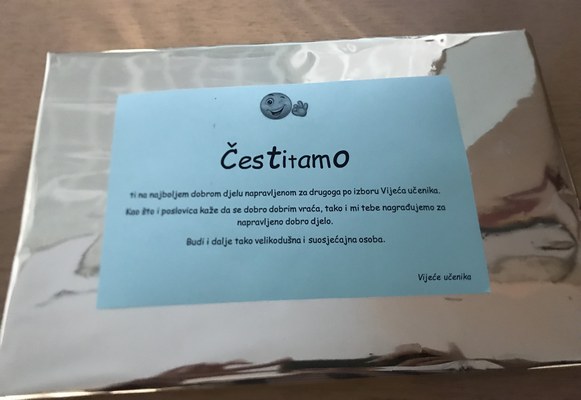 Čestitamo
ti na najboljem dobrom djelu napravljenom za drugoga po izboru Vijeća učenika.
Kao što i poslovica kaže da se dobro dobrim vraća, tako i mi tebe nagrađujemo za
napravljeno dobro djelo.
Budi i dalje tako velikodušna i suosjećajna osoba.
Vijeće učenika